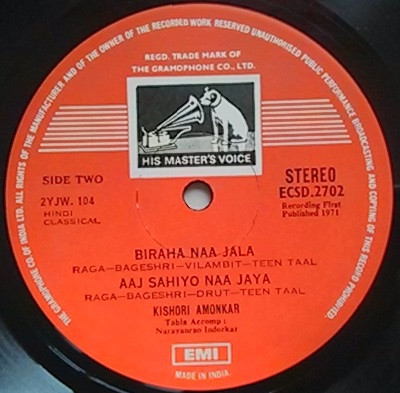 MANUFACTURER AND OF THE OWNER OF THE RECORDED WORK RESERVED UNAUTHORISED PUBLIC PERFORMANCE BROADCASTING AND COPYING OF THIS RECORD PROHIBITED.
THE GRAMOPHONE CO. OF INDIA LTD. ALL RIGHTS OF THE
REGD. TRADE MARK OF
THE GRAMOPHONE CO., LTD.
HIS MASTER'S VOICE
SIDE TWO
2YJW. 104
HINDI
CLASSICAL
STEREO
ECSD.2702
Recording First
Published 1971
BIRAHA NAA JALA
RAGA-BAGESHRI-VILAMBIT-TEEN TAAL
AAJ SAHIYO NAA JAYA
RAGA-BAGESHRI-DRUT-TEEN TAAL
KISHORI AMONKAR
Tabla Accomp:
Narayanrao Indorkar
EMI
MADE IN INDIA.